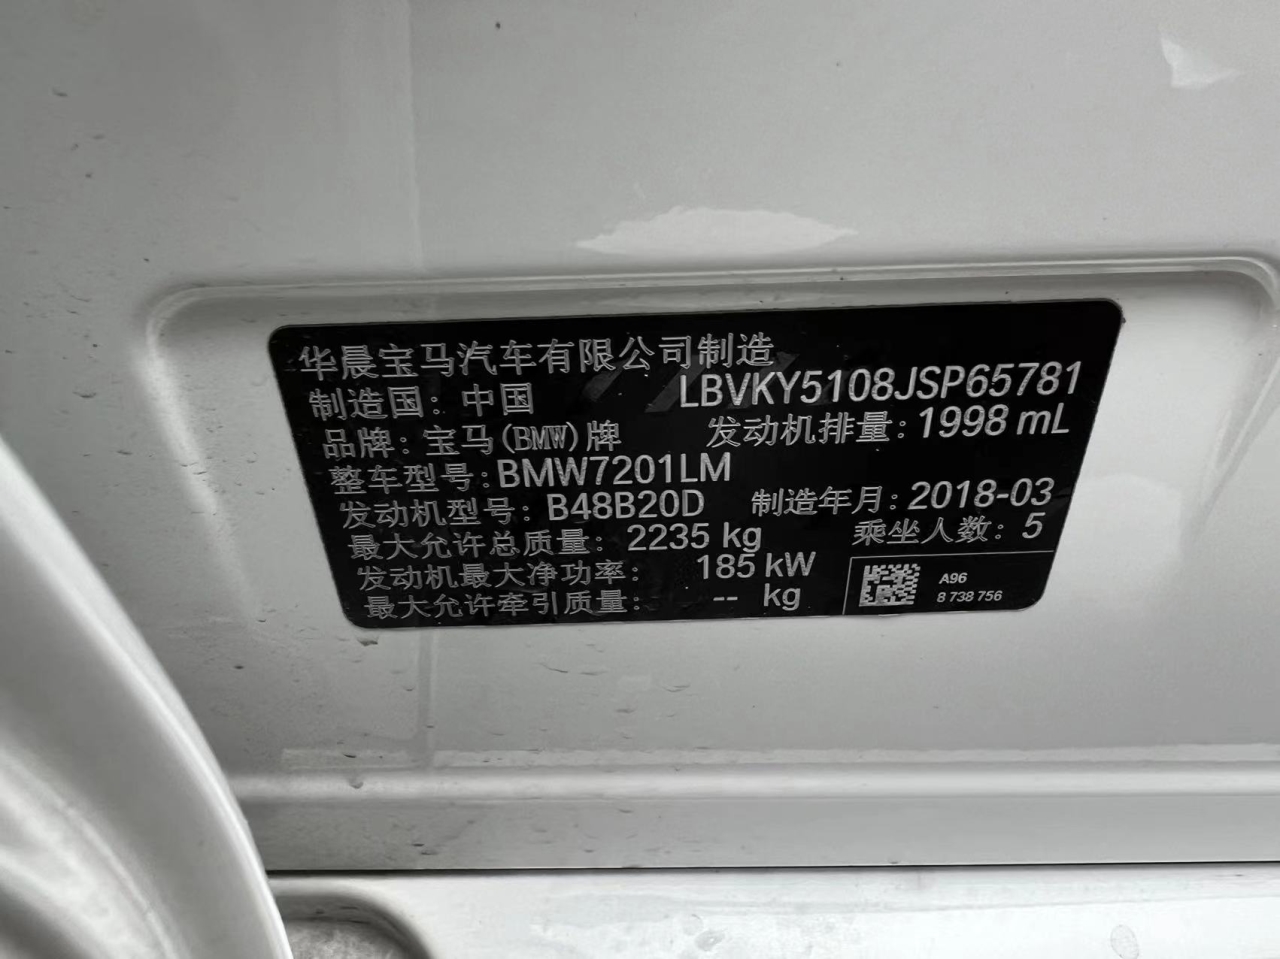 华晨宝马汽车有限公司制造
制造国: 中国 LBVKY5108JSP65781
品牌: 宝马(BMW)牌 发动机排量: 1998 mL
整车型号: BMW7201LM
发动机型号: B48B20D 制造年月: 2018-03
最大允许总质量: 2235 kg 乘坐人数: 5
发动机最大净功率: 185 kW
最大允许牵引质量: -- kg
A96
8 738 756